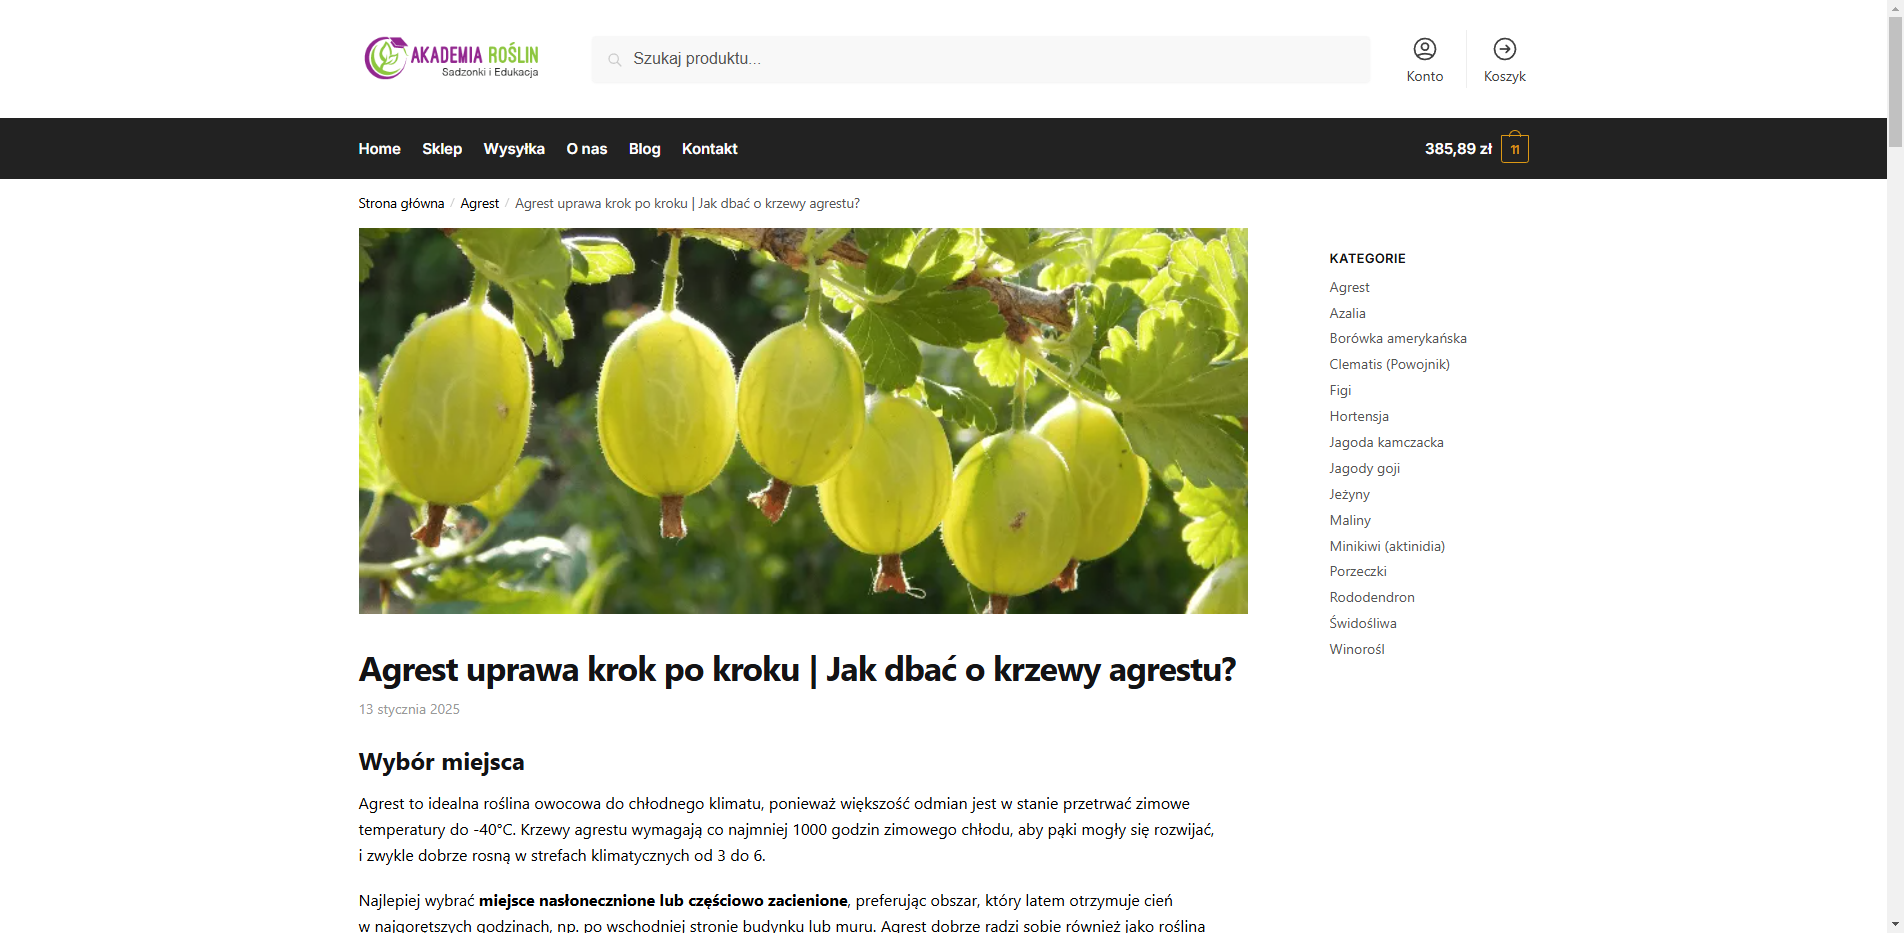 AKADEMIA ROŚLIN
Sadzonki i Edukacja
Szukaj produktu...
Konto
Koszyk
Home
Sklep
Wysyłka
O nas
Blog
Kontakt
385,89 zł
11
Strona główna / Agrest / Agrest uprawa krok po kroku | Jak dbać o krzewy agrestu?
Agrest uprawa krok po kroku | Jak dbać o krzewy agrestu?
13 stycznia 2025
Wybór miejsca
Agrest to idealna roślina owocowa do chłodnego klimatu, ponieważ większość odmian jest w stanie przetrwać zimowe
temperatury do -40°C. Krzewy agrestu wymagają co najmniej 1000 godzin zimowego chłodu, aby pąki mogły się rozwijać,
i zwykle dobrze rosną w strefach klimatycznych od 3 do 6.
Najlepiej wybrać miejsce nasłonecznione lub częściowo zacienione, preferując obszar, który latem otrzymuje cień
w najgorętszych godzinach, np. po wschodniej stronie budynku lub muru. Agrest dobrze radzi sobie również jako roślina
KATEGORIE
Agrest
Azalia
Borówka amerykańska
Clematis (Powojnik)
Figi
Hortensja
Jagoda kamczacka
Jagody goji
Jeżyny
Maliny
Minikiwi (aktinidia)
Porzeczki
Rododendron
Świdośliwa
Winorośl